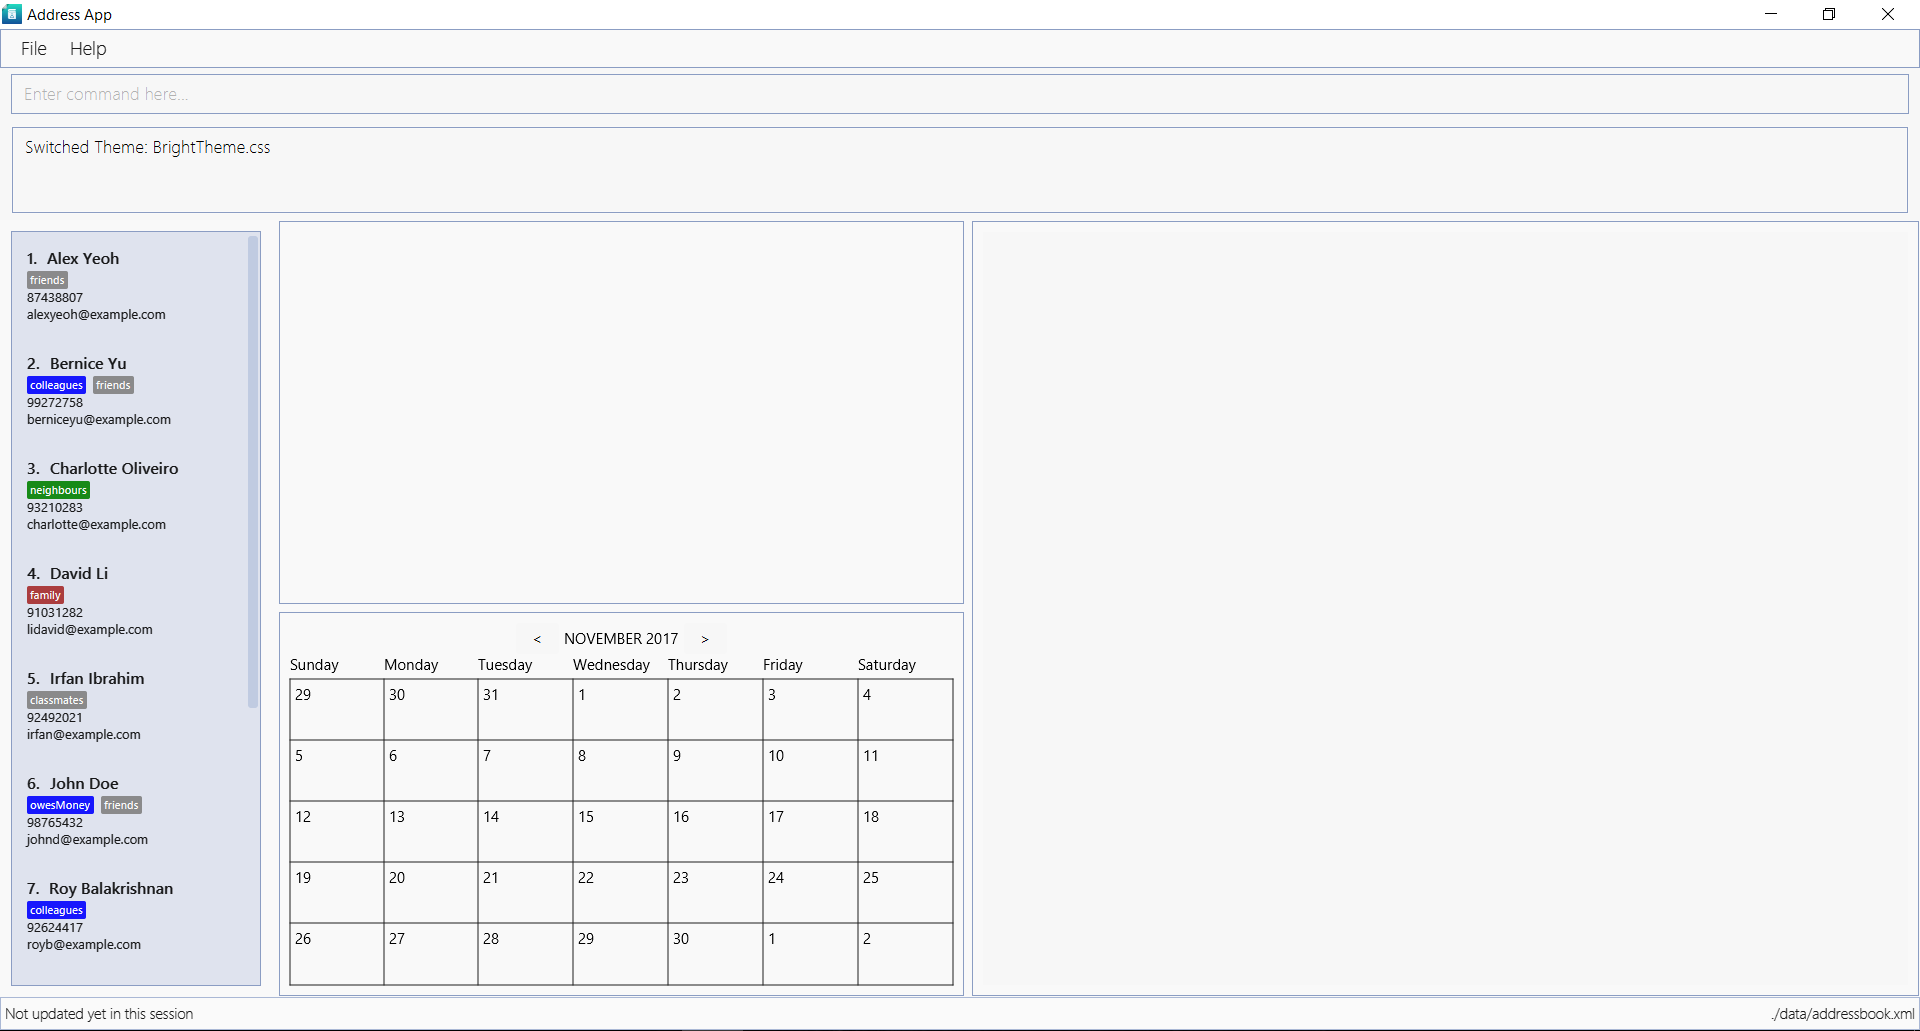 Address App
File Help
Enter command here...
Switched Theme: BrightTheme.css
1. Alex Yeoh
friends
87438807
alexyeoh@example.com
2. Bernice Yu
colleagues friends
99272758
berniceyu@example.com
3. Charlotte Oliveiro
neighbours
93210283
charlotte@example.com
4. David Li
family
91031282
lidavid@example.com
5. Irfan Ibrahim
classmates
92492021
irfan@example.com
6. John Doe
owesMoney friends
98765432
johnd@example.com
7. Roy Balakrishnan
colleagues
92624417
royb@example.com
< NOVEMBER 2017 >
Sunday Monday Tuesday Wednesday Thursday Friday Saturday
29 30 31 1 2 3 4
5 6 7 8 9 10 11
12 13 14 15 16 17 18
19 20 21 22 23 24 25
26 27 28 29 30 1 2
Not updated yet in this session
./data/addressbook.xml